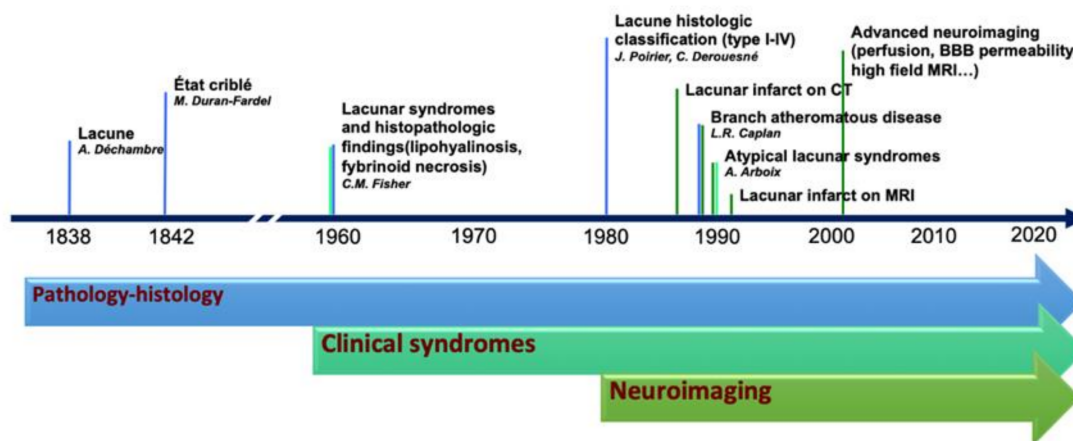 Lacune
A. Déchambre
État criblé
M. Duran-Fardel
Lacunar syndromes
and histopathologic
findings(lipohyalinosis,
fybrinoid necrosis)
C.M. Fisher
Lacune histologic
classification (type I-IV)
J. Poirier, C. Derouesné
Lacunar infarct on CT
Branch atheromatous disease
L.R. Caplan
Atypical lacunar syndromes
A. Arboix
Lacunar infarct on MRI
Advanced neuroimaging
(perfusion, BBB permeability
high field MRI...)
1838 1842 1960 1970 1980 1990 2000 2010 2020
Pathology-histology
Clinical syndromes
Neuroimaging